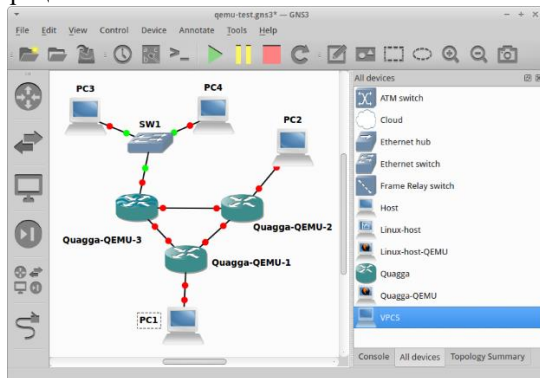 qemu-test.gns3* — GNS3
File Edit View Control Device Annotate Tools Help
All devices
PC3
PC4
SW1
PC2
Quagga-QEMU-2
Quagga-QEMU-3
Quagga-QEMU-1
PC1
ATM switch
Cloud
Ethernet hub
Ethernet switch
Frame Relay switch
Host
Linux-host
Linux-host-QEMU
Quagga
Quagga-QEMU
VPCS
Console All devices Topology Summary